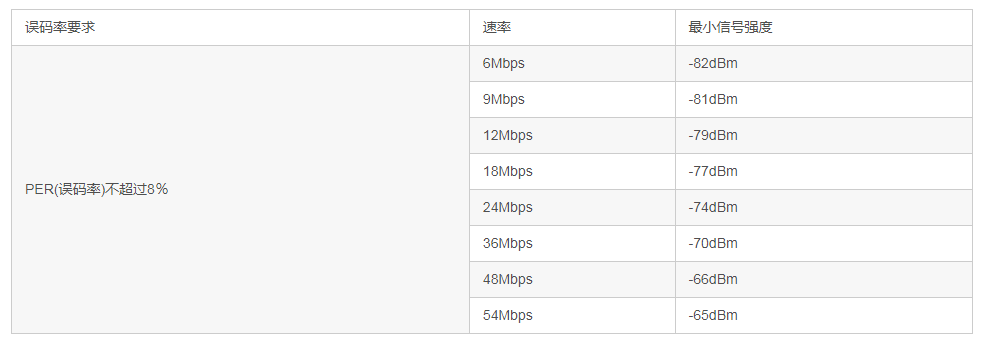 误码率要求 速率 最小信号强度
6Mbps -82dBm
9Mbps -81dBm
12Mbps -79dBm
18Mbps -77dBm
PER(误码率)不超过8%
24Mbps -74dBm
36Mbps -70dBm
48Mbps -66dBm
54Mbps -65dBm